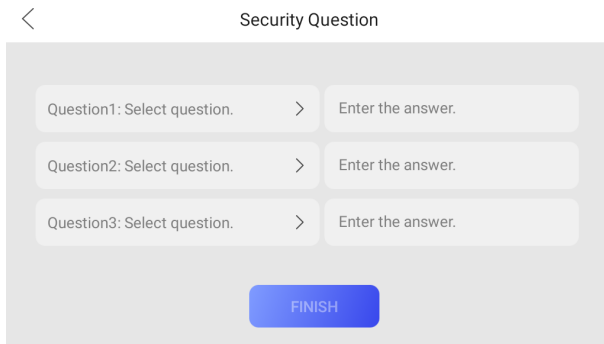 Security Question
Question1: Select question.
Enter the answer.
Question2: Select question.
Enter the answer.
Question3: Select question.
Enter the answer.
FINISH